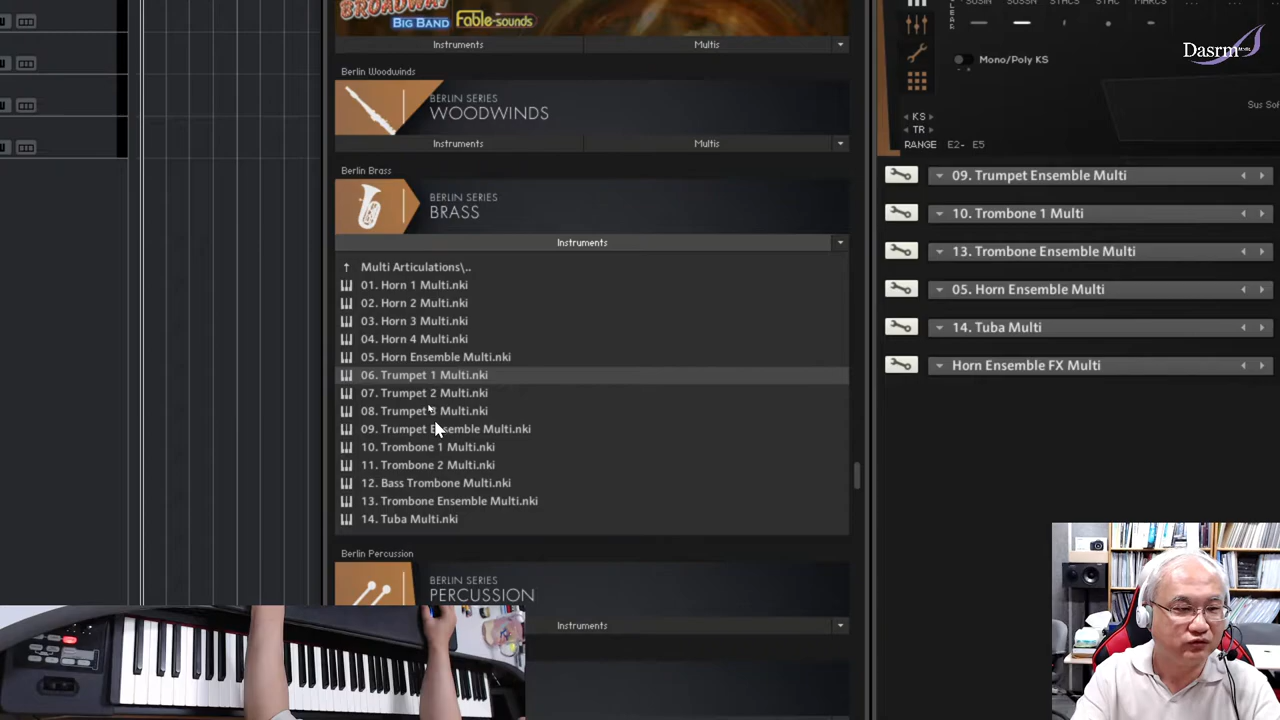 BROADWAY
BIG BAND Fable-sounds
Instruments
Multis
Berlin Woodwinds
BERLIN SERIES
WOODWINDS
Instruments
Multis
Berlin Brass
BERLIN SERIES
BRASS
Instruments
Multi Articulations\..
01. Horn 1 Multi.nki
02. Horn 2 Multi.nki
03. Horn 3 Multi.nki
04. Horn 4 Multi.nki
05. Horn Ensemble Multi.nki
06. Trumpet 1 Multi.nki
07. Trumpet 2 Multi.nki
08. Trumpet 3 Multi.nki
09. Trumpet Ensemble Multi.nki
10. Trombone 1 Multi.nki
11. Trombone 2 Multi.nki
12. Bass Trombone Multi.nki
13. Trombone Ensemble Multi.nki
14. Tuba Multi.nki
Berlin Percussion
BERLIN SERIES
PERCUSSION
Instruments
SUSSN STAC MARCS
Dasrm Music
Mono/Poly KS
KS
TR
RANGE E2- E5
09. Trumpet Ensemble Multi
10. Trombone 1 Multi
13. Trombone Ensemble Multi
05. Horn Ensemble Multi
14. Tuba Multi
Horn Ensemble FX Multi